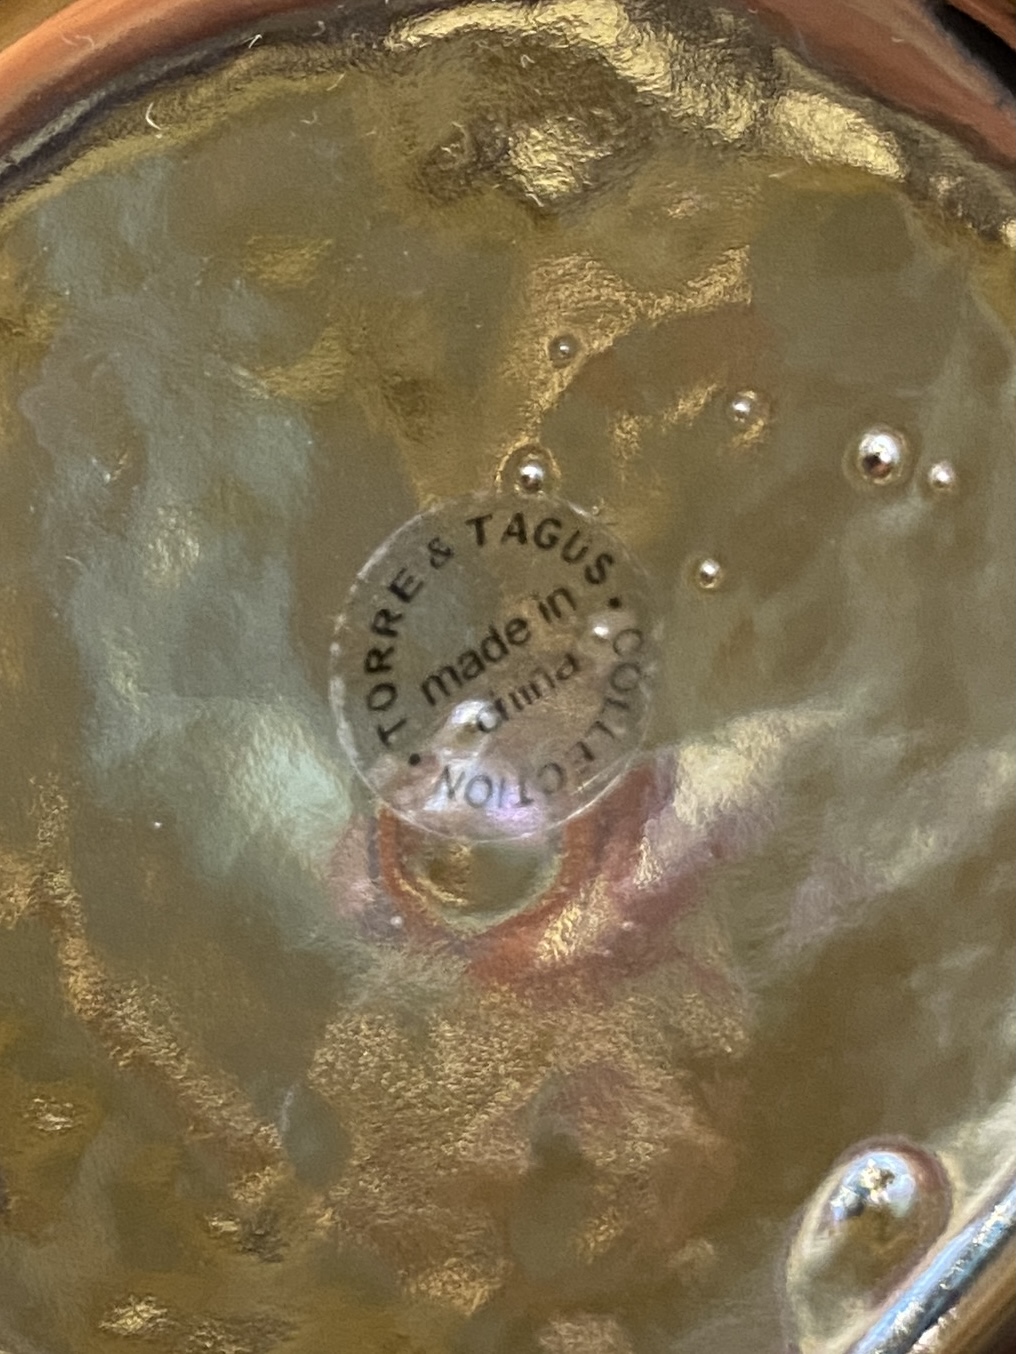 • TORRE & TAGUS • COLLECTION
made in
china